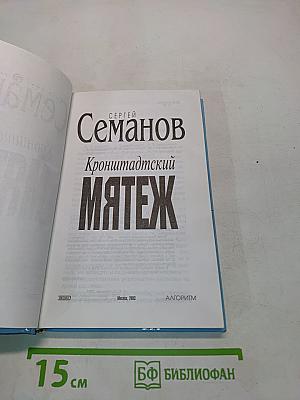 СЕРГЕЙ
СЕМАНОВ
Кронштадтский
МЯТЕЖ
Москва, 2003
АЛГОРИТМ
15 см
БФ БИБЛИОФАН